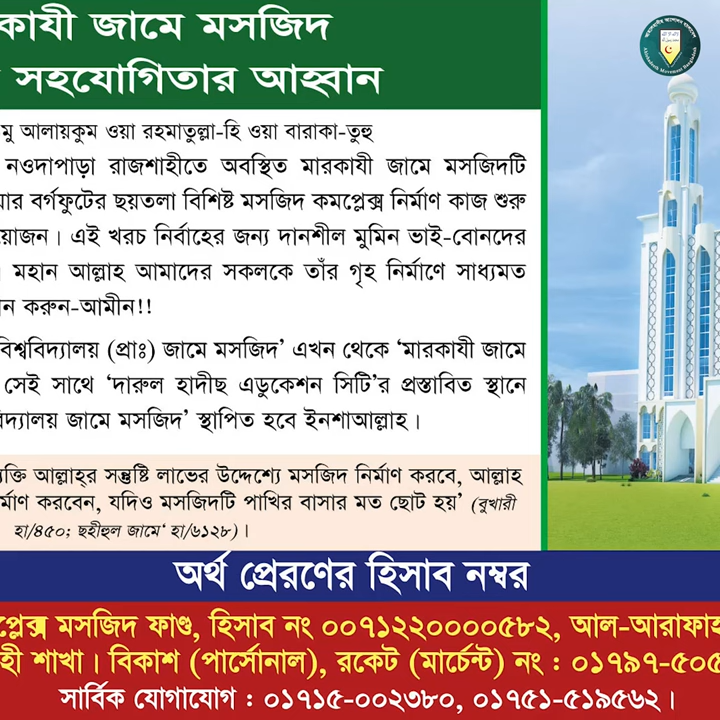 কাযী জামে মসজিদ
সহযোগিতার আহ্বান
মু আলায়কুম ওয়া রহমাতুল্লা-হি ওয়া বারাকা-তুহু
নওদাপাড়া রাজশাহীতে অবস্থিত মারকাযী জামে মসজিদটি
মার বর্গফুটের ছয়তলা বিশিষ্ট মসজিদ কমপ্লেক্স নির্মাণ কাজ শুরু
য়োজন। এই খরচ নির্বাহের জন্য দানশীল মুমিন ভাই-বোনদের
। মহান আল্লাহ আমাদের সকলকে তাঁর গৃহ নির্মাণে সাধ্যমত
ন করুন-আমীন!!
বিশ্ববিদ্যালয় (প্রাঃ) জামে মসজিদ’ এখন থেকে ‘মারকাযী জামে
সেই সাথে ‘দারুল হাদীছ এডুকেশন সিটি’র প্রস্তাবিত স্থানে
বিদ্যালয় জামে মসজিদ’ স্থাপিত হবে ইনশাআল্লাহ।
্যক্তি আল্লাহ্‌র সন্তুষ্টি লাভের উদ্দেশ্যে মসজিদ নির্মাণ করবে, আল্লাহ
র্মাণ করবেন, যদিও মসজিদটি পাখির বাসার মত ছোট হয়’ (বুখারী
হা/৪৫০; ছহীহুল জামে‘ হা/৬১২৮)।
অর্থ প্রেরণের হিসাব নম্বর
প্লেক্স মসজিদ ফাণ্ড, হিসাব নং ০০৭১২২০০০০৫৮২, আল-আরাফাহ
হী শাখা। বিকাশ (পার্সোনাল), রকেট (মার্চেন্ট) নং : ০১৭৯৭-৫০৫
সার্বিক যোগাযোগ : ০১৭১৫-০০২৩৮০, ০১৭৫১-৫১৯৫৬২।